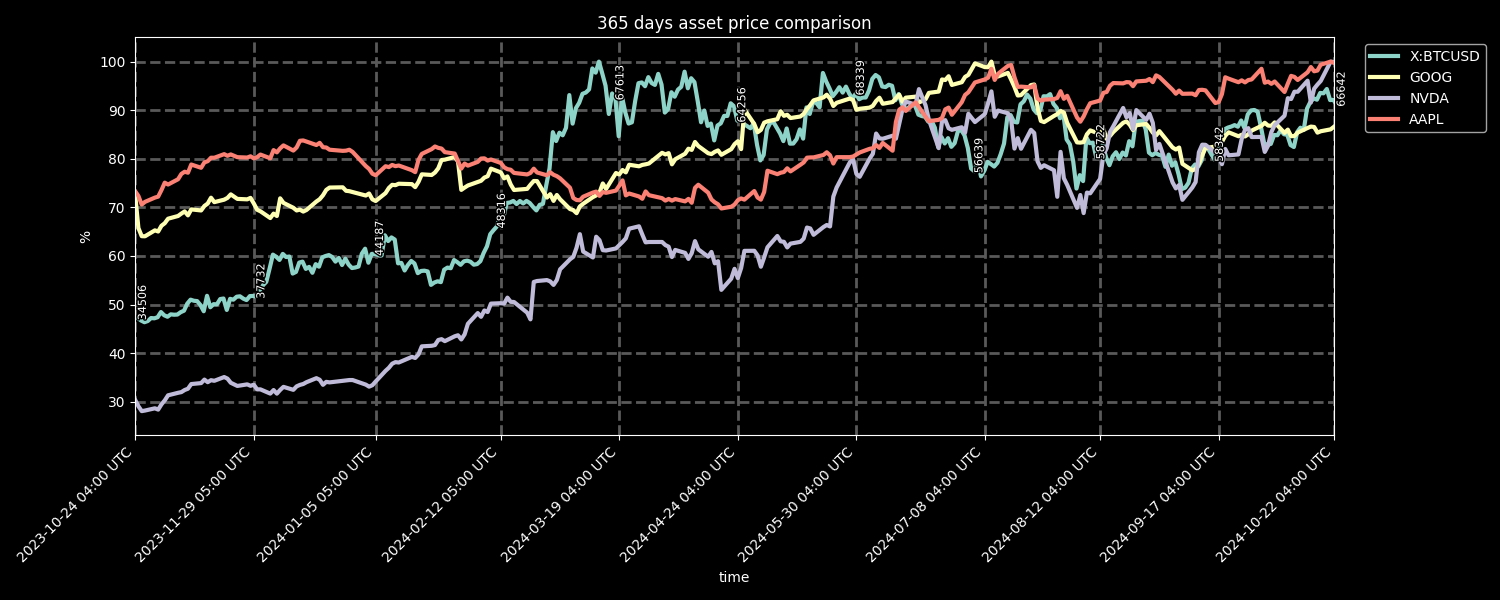 365 days asset price comparison
X:BTCUSD
GOOG
NVDA
AAPL
%
100
90
80
70
60
50
40
30
34506
37732
44187
48316
67613
64256
68339
56639
58722
58342
66642
2023-10-24 04:00 UTC
2023-11-29 05:00 UTC
2024-01-05 05:00 UTC
2024-02-12 05:00 UTC
2024-03-19 04:00 UTC
2024-04-24 04:00 UTC
2024-05-30 04:00 UTC
2024-07-08 04:00 UTC
2024-08-12 04:00 UTC
2024-09-17 04:00 UTC
2024-10-22 04:00 UTC
time